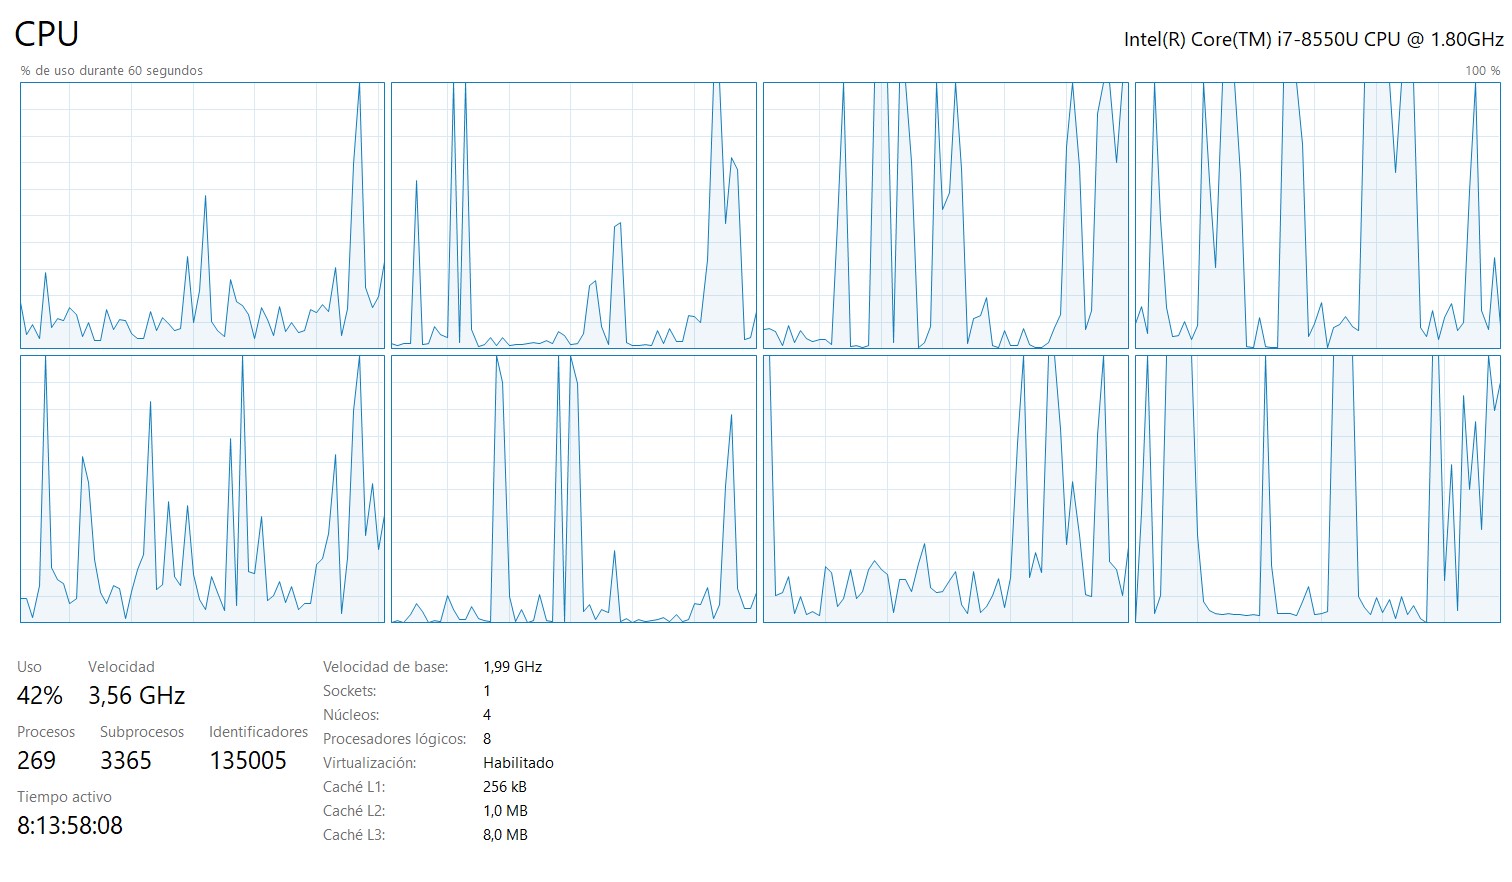 CPU
Intel(R) Core(TM) i7-8550U CPU @ 1.80GHz
% de uso durante 60 segundos
100 %
Uso
Velocidad
42%
3,56 GHz
Procesos
Subprocesos
Identificadores
269
3365
135005
Tiempo activo
8:13:58:08
Velocidad de base: 1,99 GHz
Sockets: 1
Núcleos: 4
Procesadores lógicos: 8
Virtualización: Habilitado
Caché L1: 256 kB
Caché L2: 1,0 MB
Caché L3: 8,0 MB